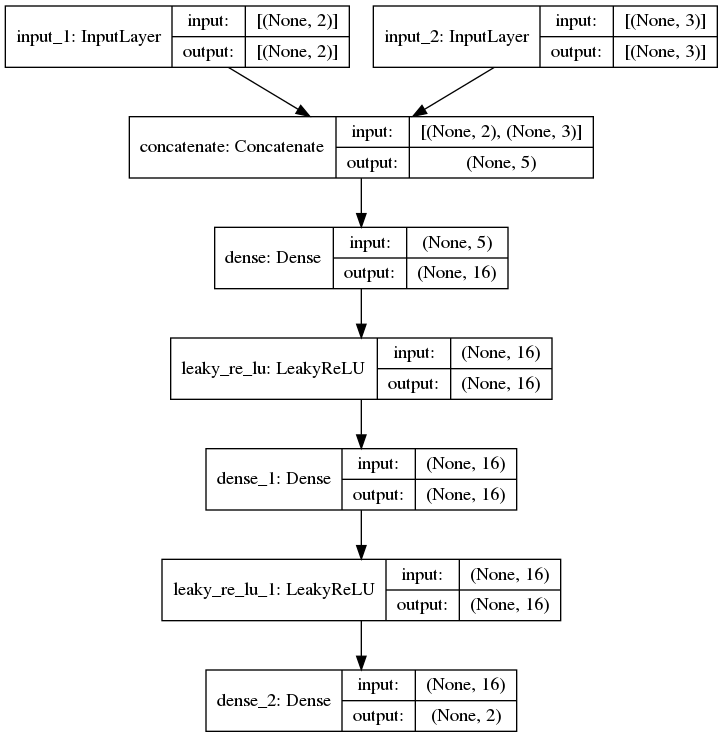 input_1: InputLayer
input: [(None, 2)]
output: [(None, 2)]
input_2: InputLayer
input: [(None, 3)]
output: [(None, 3)]
concatenate: Concatenate
input: [(None, 2), (None, 3)]
output: (None, 5)
dense: Dense
input: (None, 5)
output: (None, 16)
leaky_re_lu: LeakyReLU
input: (None, 16)
output: (None, 16)
dense_1: Dense
input: (None, 16)
output: (None, 16)
leaky_re_lu_1: LeakyReLU
input: (None, 16)
output: (None, 16)
dense_2: Dense
input: (None, 16)
output: (None, 2)